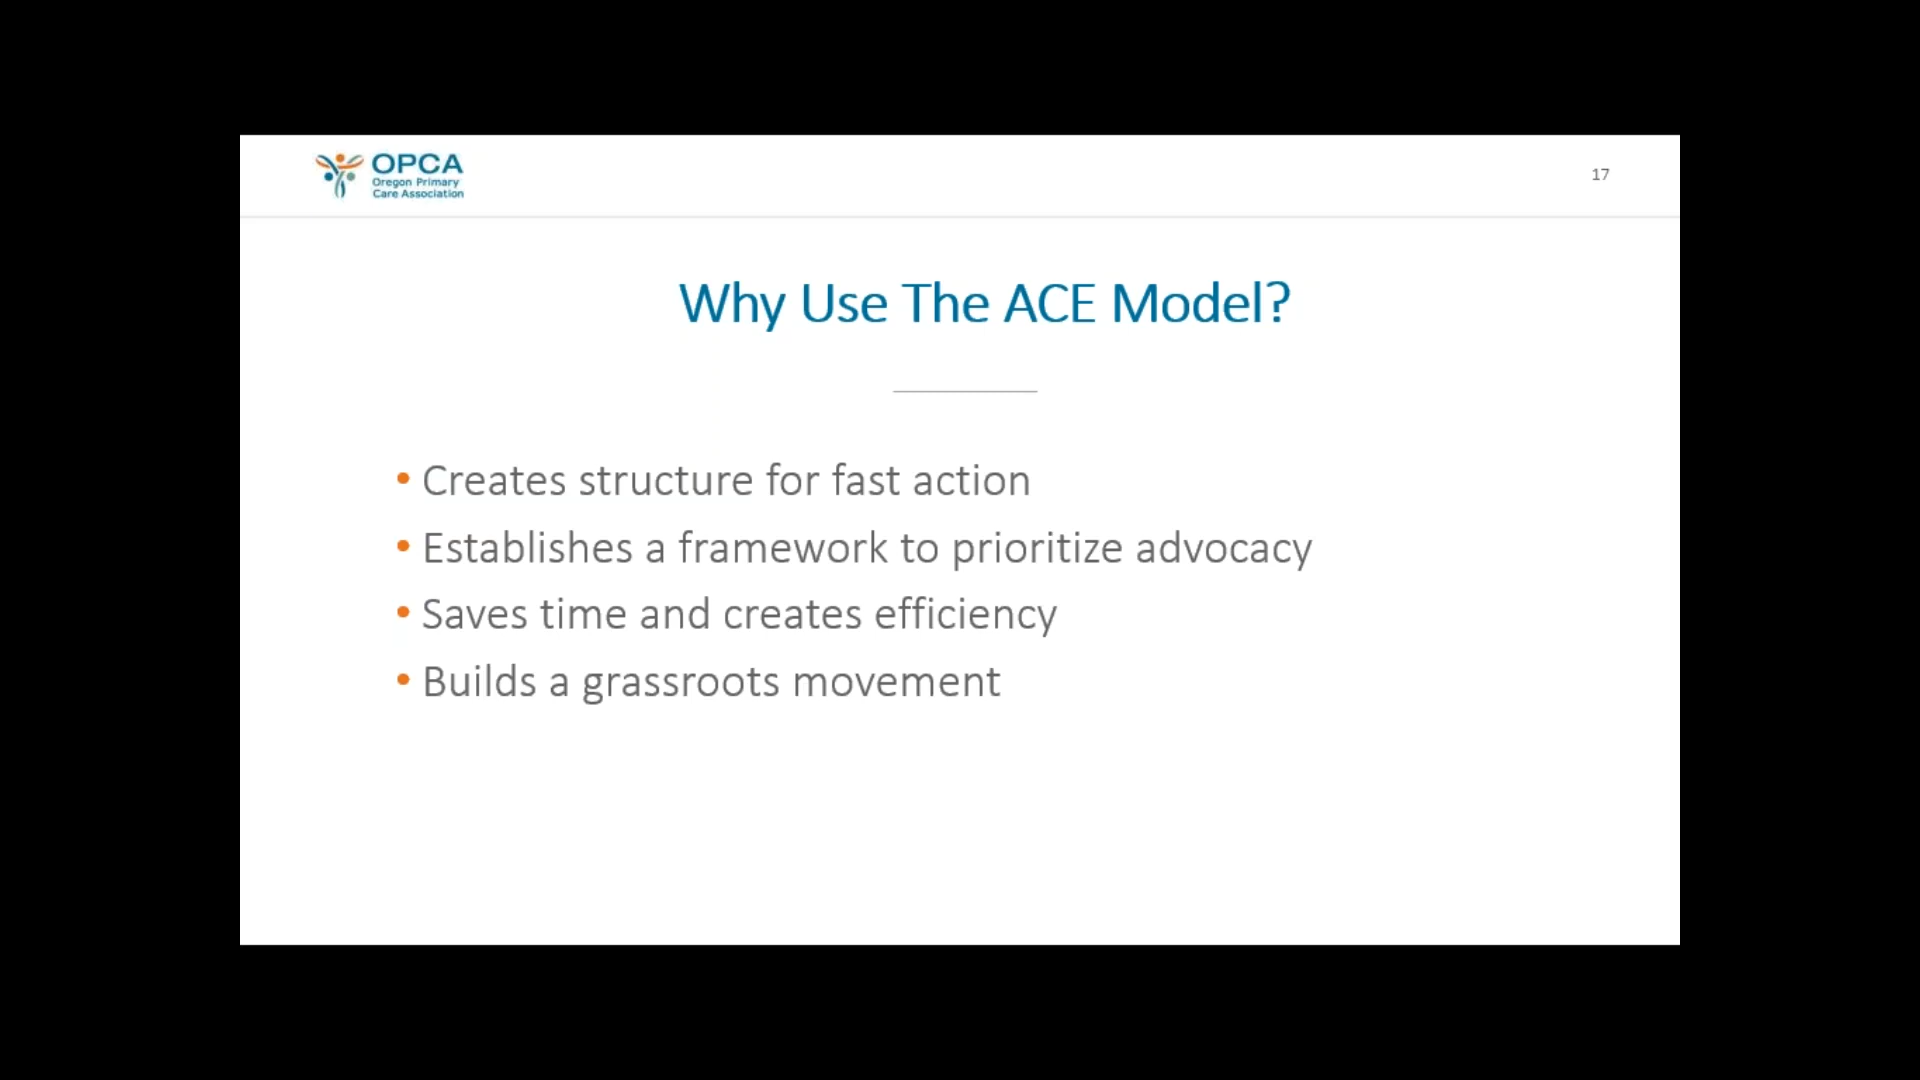 OPCA
Oregon Primary
Care Association
17
Why Use The ACE Model?
• Creates structure for fast action
• Establishes a framework to prioritize advocacy
• Saves time and creates efficiency
• Builds a grassroots movement